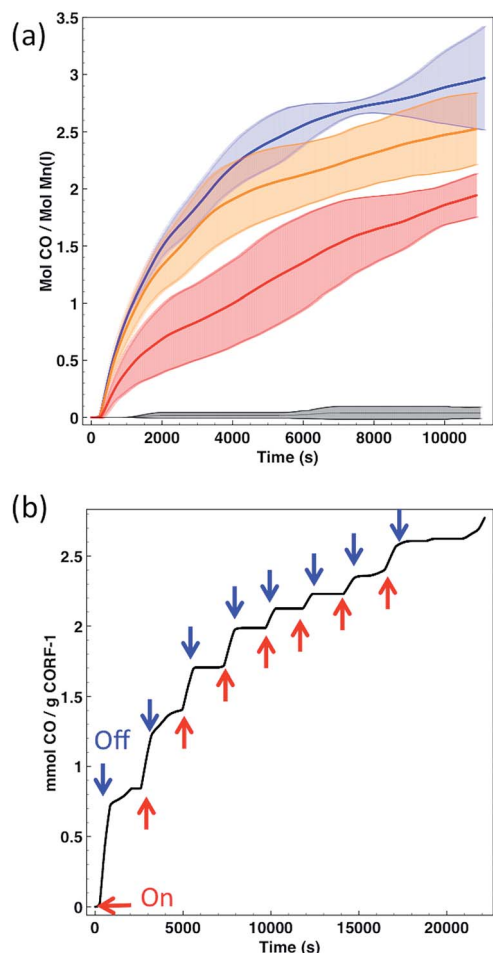 (a)
3.5
3
2.5
2
1.5
1
0.5
0
Mol CO / Mol Mn(I)
0 2000 4000 6000 8000 10000
Time (s)
(b)
2.5
2
1.5
1
0.5
0
mmol CO / g CORF-1
Off
On
0 5000 10000 15000 20000
Time (s)